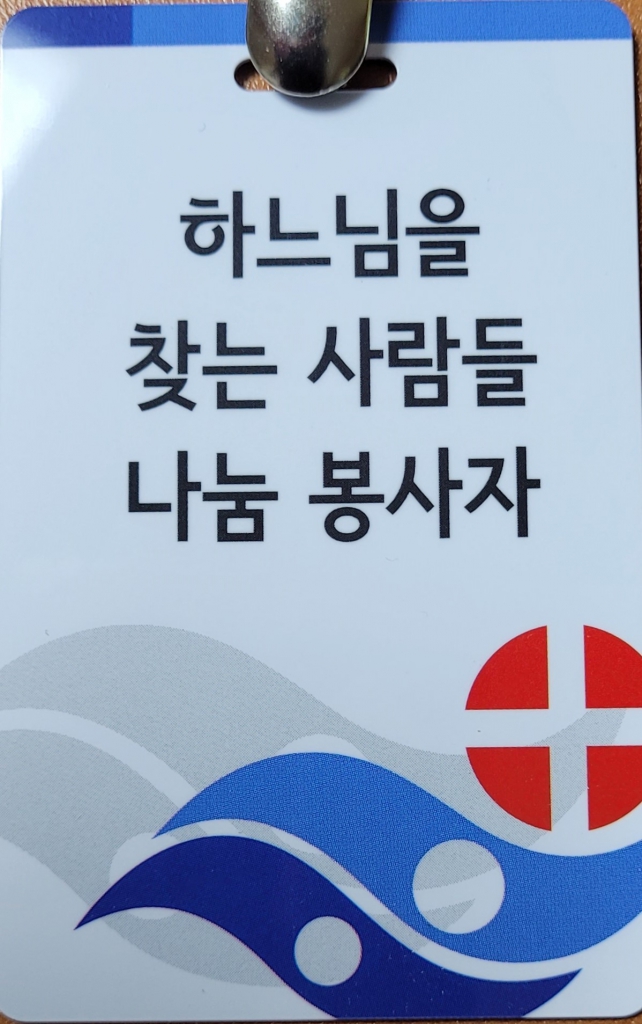 하느님을
찾는 사람들
나눔 봉사자